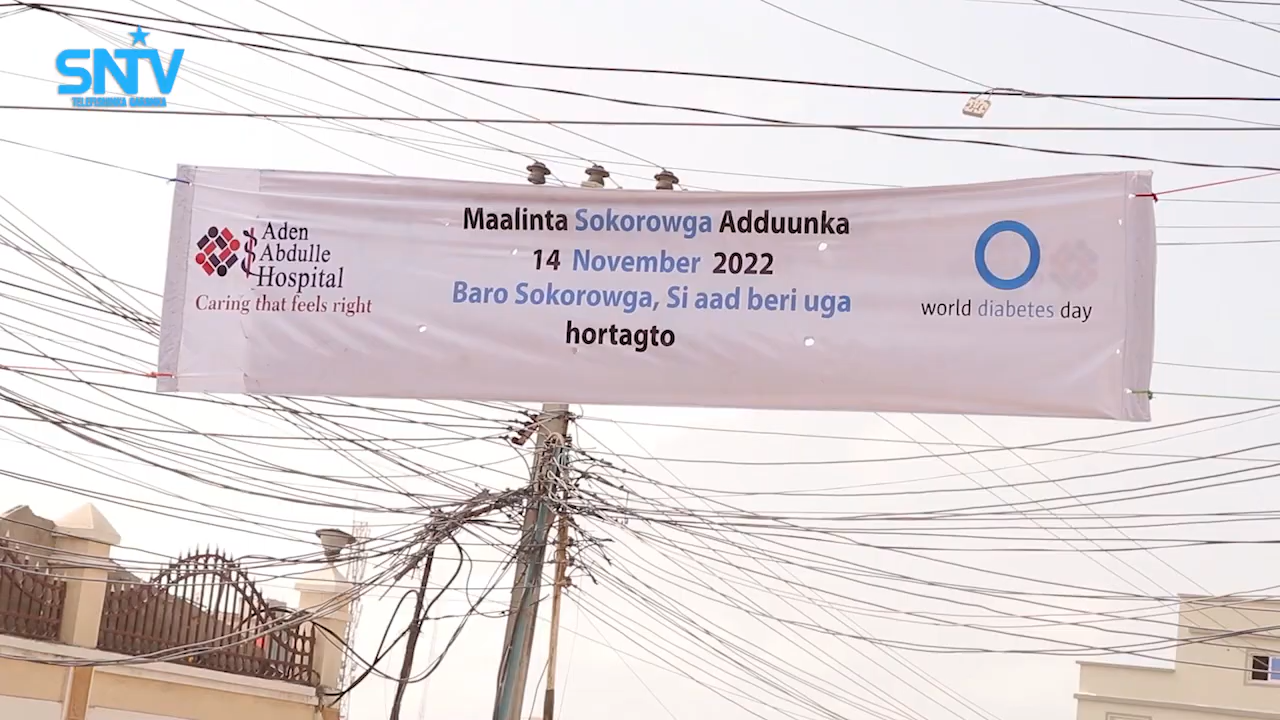 SNTV
TELEFISHINKA QARANKA
Aden
Abdulle
Hospital
Caring that feels right
Maalinta Sokorowga Adduunka
14 November 2022
Baro Sokorowga, Si aad beri uga
hortagto
world diabetes day